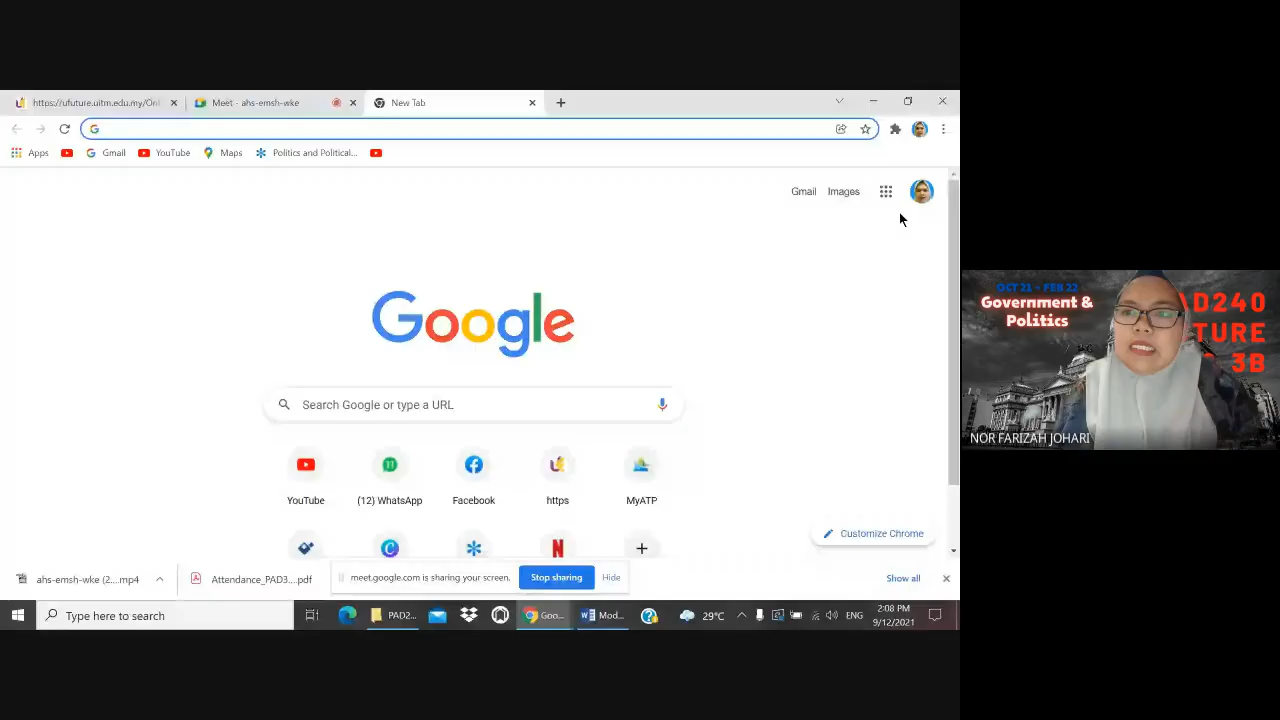 https://ufuture.uitm.edu.my/Onl
Meet - ahs-emsh-wke
New Tab
Apps
Gmail
YouTube
Maps
Politics and Political...
Gmail
Images
Google
Search Google or type a URL
YouTube
(12) WhatsApp
Facebook
https
MyATP
Customize Chrome
ahs-emsh-wke (2....mp4
Attendance_PAD3....pdf
meet.google.com is sharing your screen.
Stop sharing
Hide
Show all
Type here to search
PAD2...
Goo...
Mod...
29°C
ENG
2:08 PM
9/12/2021
OCT 21 - FEB 22
Government &
Politics
AD240
TURE
3B
NOR FARIZAH JOHARI